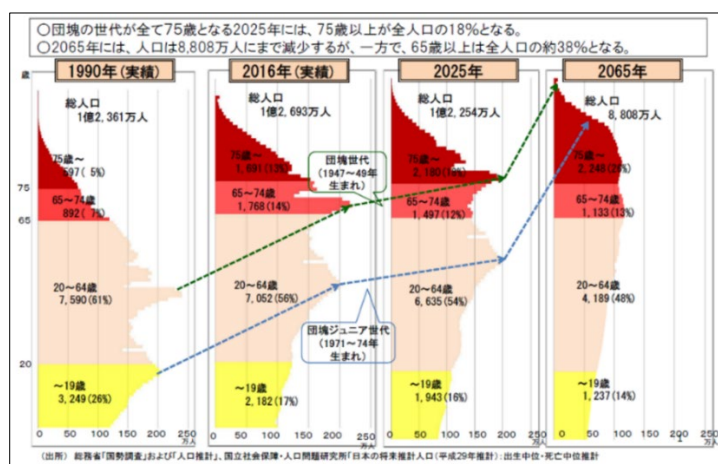 ○団塊の世代が全て75歳となる2025年には、75歳以上が全人口の18%となる。
○2065年には、人口は8,808万人にまで減少するが、一方で、65歳以上は全人口の約38%となる。
1990年(実績)
2016年(実績)
2025年
2065年
歳
総人口
1億2,361万人
総人口
1億2,693万人
総人口
1億2,254万人
総人口
8,808万人
75歳~
597( 5%)
75歳~
1,691(13%)
75歳~
2,180(18%)
75歳~
2,248(26%)
団塊世代
(1947~49年
生まれ)
75
65~74歳
892( 7%)
65~74歳
1,768(14%)
65~74歳
1,497(12%)
65~74歳
1,133(13%)
65
20~64歳
7,590(61%)
20~64歳
7,052(56%)
20~64歳
6,635(54%)
20~64歳
4,189(48%)
団塊ジュニア世代
(1971~74年
生まれ)
20
~19歳
3,249(26%)
~19歳
2,182(17%)
~19歳
1,943(16%)
~19歳
1,237(14%)
0 50 100 150 200 250
万人
0 50 100 150 200 250
万人
0 50 100 150 200 250
万人
0 50 100 150 200 250
万人
1
(出所) 総務省「国勢調査」および「人口推計」、国立社会保障・人口問題研究所「日本の将来推計人口(平成29年推計):出生中位・死亡中位推計